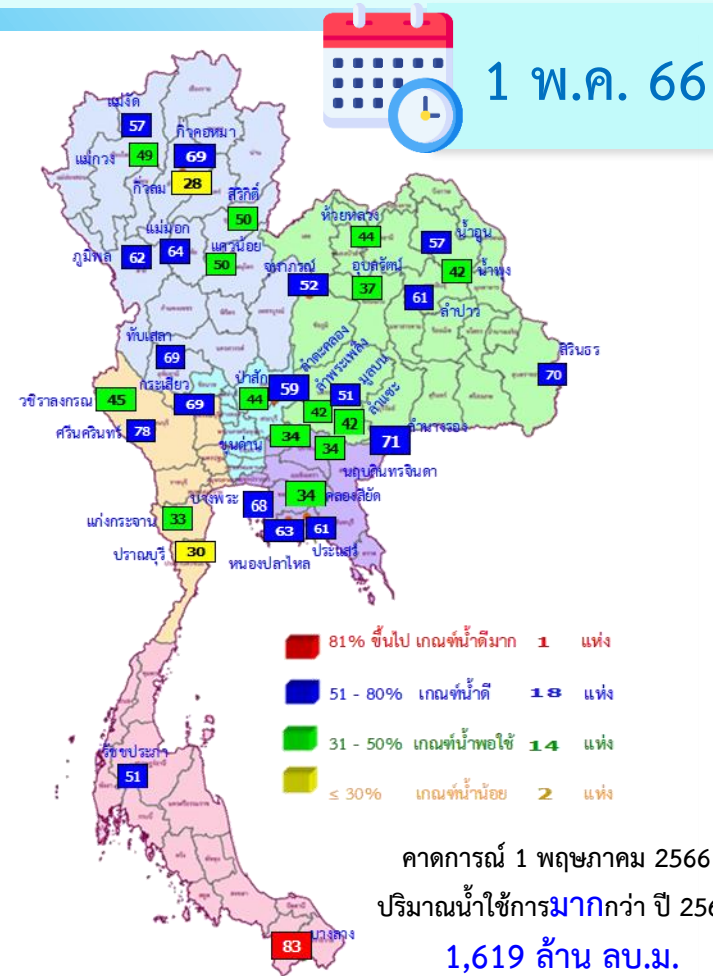 1 พ.ค. 66
แม่งัด
57
กิ่วคอหมา
69
แม่กวง
49
กิ่วลม
28
สิริกิติ์
50
ห้วยหลวง
44
น้ำอูน
57
ภูมิพล
62
แม่มอก
64
แควน้อย
50
จุฬาภรณ์
52
อุบลรัตน์
37
42
น้ำพุง
61
ลำปาว
ทับเสลา
69
สิรินธร
70
กระเสียว
69
ป่าสัก
44
ลำตะคลอง
59
ลำพระเพลิง
42
มูลบน
51
ลำแชะ
42
วชิราลงกรณ
45
ศรีนครินทร์
78
ขุนด่าน
34
34
71
ลำนางรอง
นฤบดินทรจินดา
บางพระ
68
34
คลองสียัด
แก่งกระจาน
33
63
61
ประแสร์
ปราณบุรี
30
หนองปลาไหล
81% ขึ้นไป เกณฑ์น้ำดีมาก 1 แห่ง
51 - 80% เกณฑ์น้ำดี 18 แห่ง
31 - 50% เกณฑ์น้ำพอใช้ 14 แห่ง
≤ 30% เกณฑ์น้ำน้อย 2 แห่ง
รัชชประภา
51
คาดการณ์ 1 พฤษภาคม 2566
ปริมาณน้ำใช้การมากกว่า ปี
1,619 ล้าน ลบ.ม.
บางลาง
83